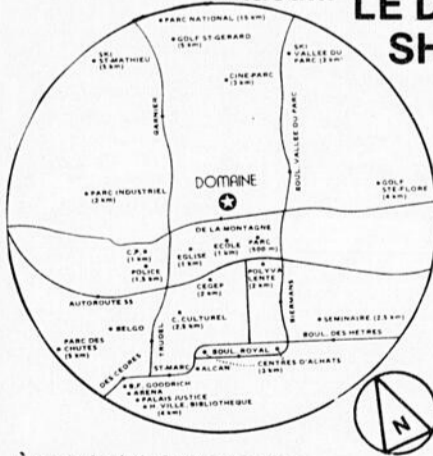 LE D
SH
PARC NATIONAL (15 km)
GOLF ST-GERARD
(5 km)
SKI
ST-MATHIEU
(5 km)
SKI
VALLEE DU
PARC (3 km)
CINE-PARC
(3 km)
GARNIER
BOUL. VALLEE DU PARC
DOMAINE
PARC INDUSTRIEL
(3 km)
GOLF
STE-FLORE
(4 km)
DE LA MONTAGNE
C.P.
(1 km)
POLICE
(1,5 km)
EGLISE
(1 km)
ECOLE
(1 km)
PARC
(500 m)
CEGEP
(2 km)
POLYVA
LENTE
(2 km)
AUTOROUTE 55
C. CULTUREL
(2,5 km)
BIERMANS
SEMINAIRE (2,5 km)
BELGO
TRUDEL
BOUL. DES HETRES
PARC DES
CHUTES
(5 km)
BOUL. ROYAL
DES CEDRES
ST-MARC
ALCAN
CENTRES D'ALHATS
(3 km)
B.F. GOODRICH
ARENA
PALAIS JUSTICE
H. VILLE, BIBLIOTHEQUE
(4 km)
N